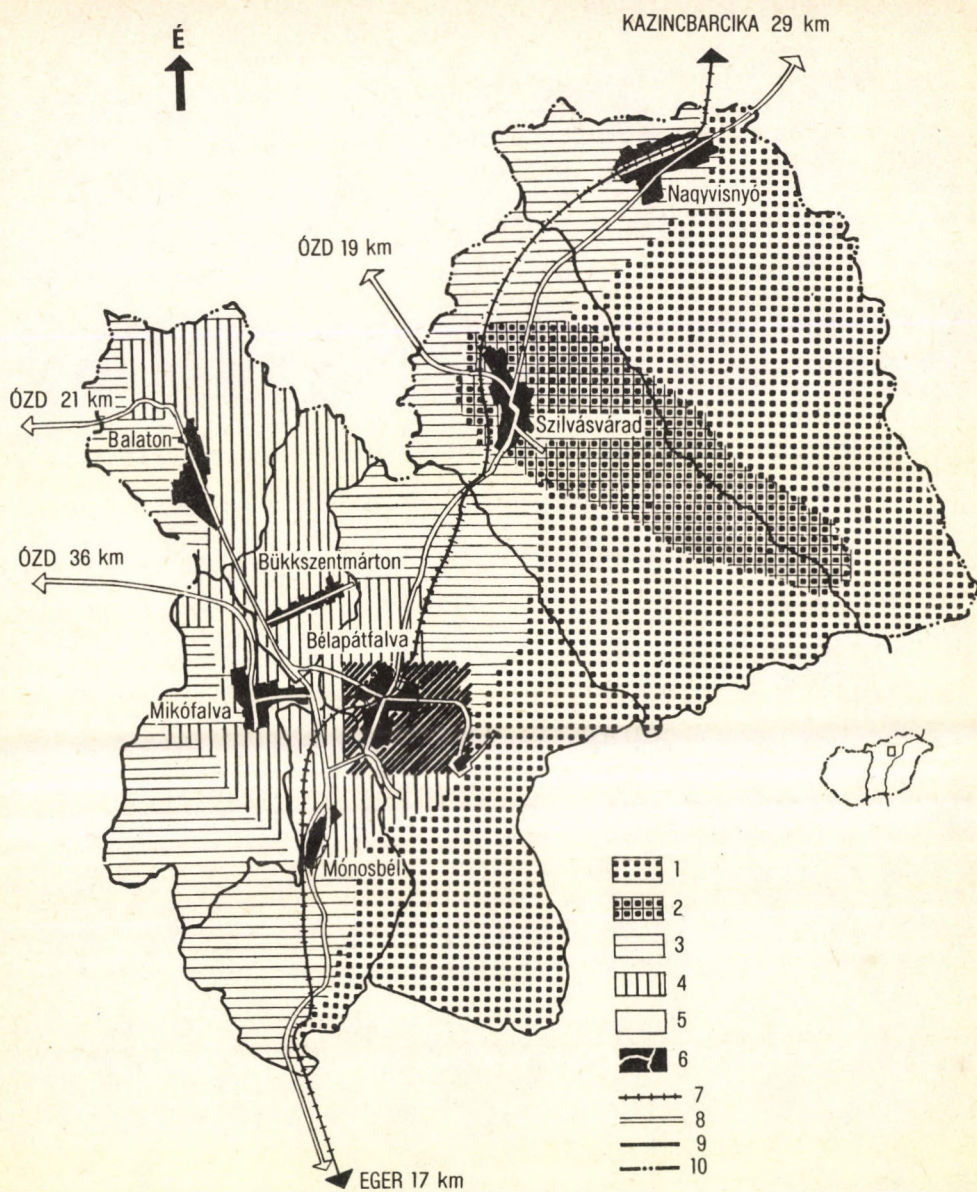 KAZINCBARCIKA 29 km
É
Nagyvisnyó
ÓZD 19 km
ÓZD 21 km
Balaton
Szilvásvárad
ÓZD 36 km
Bükkszentmárton
Bélapátfalva
Mikófalva
Mónosbél
1
2
3
4
5
6
7
8
9
10
EGER 17 km